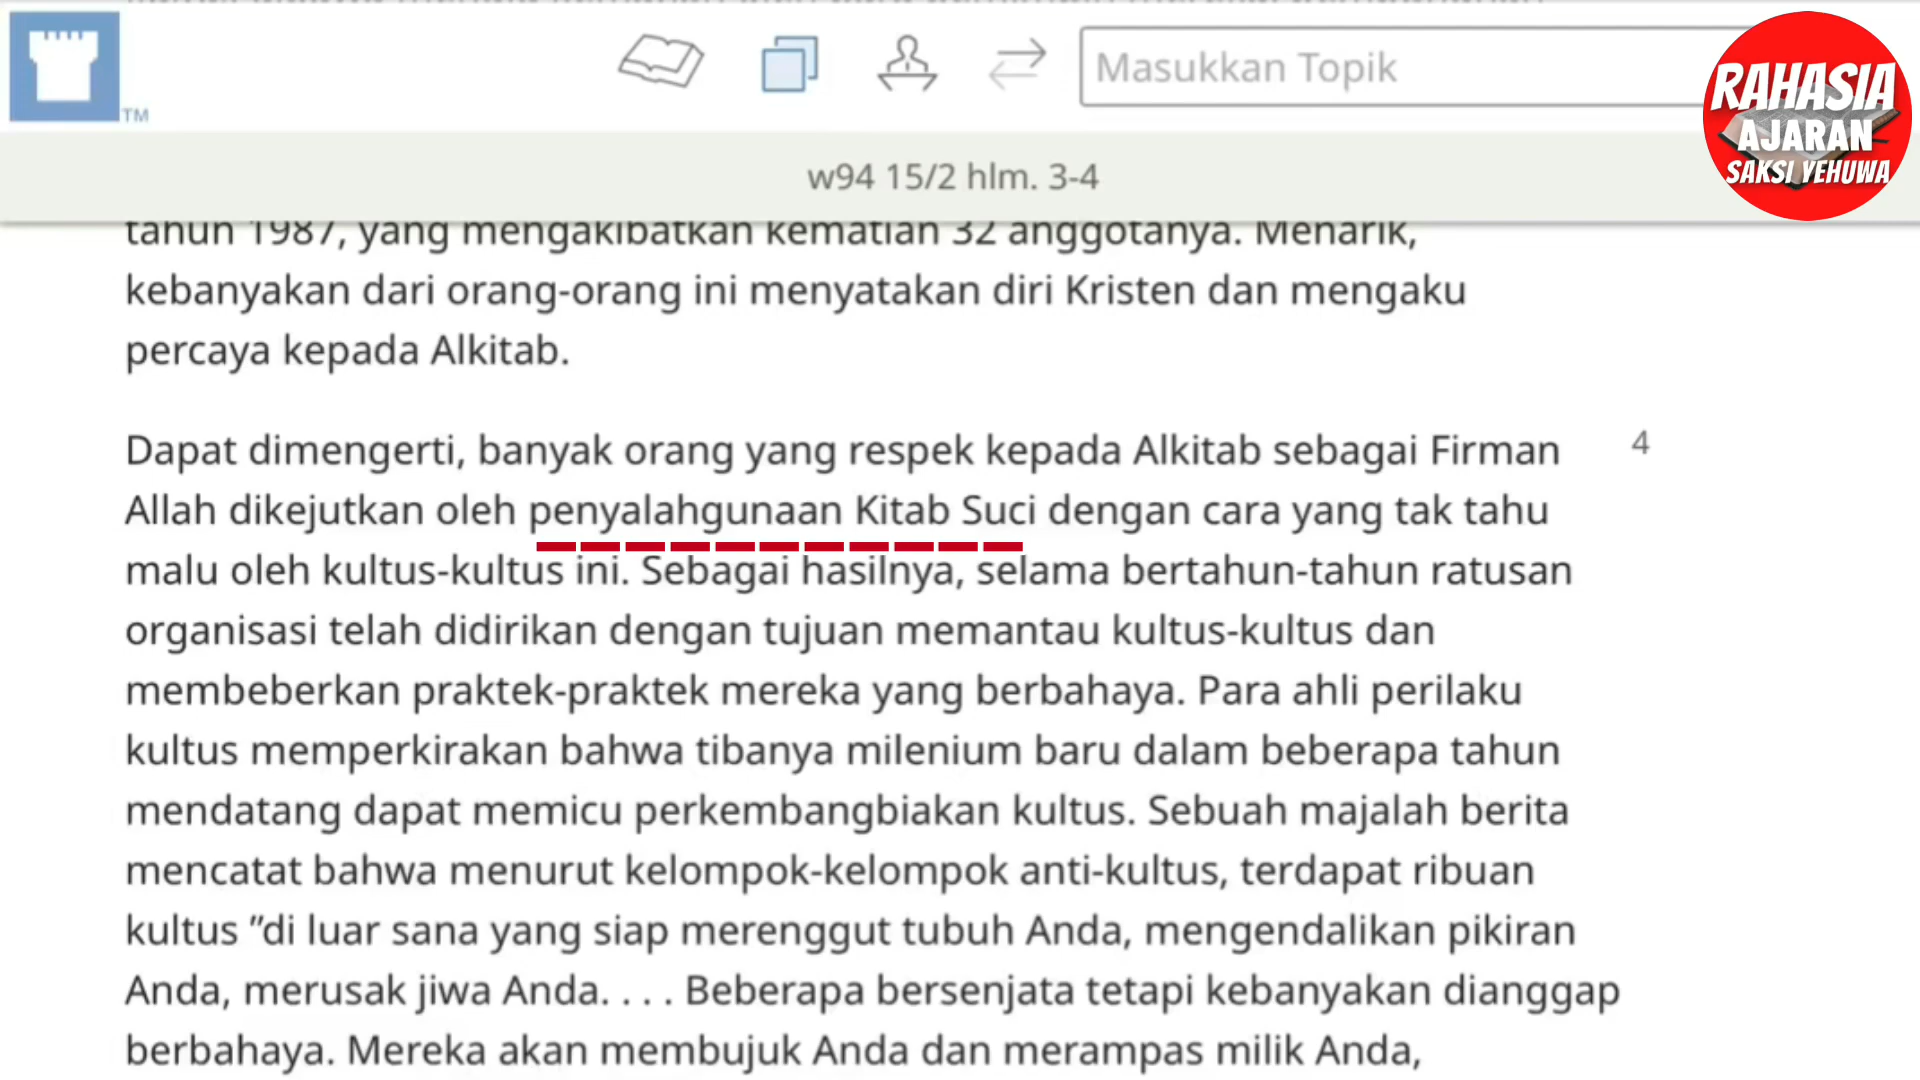 TM
Masukkan Topik
RAHASIA
AJARAN
SAKSI YEHUWA
w94 15/2 hlm. 3-4
tahun 1987, yang mengakibatkan kematian 32 anggotanya. Menarik,
kebanyakan dari orang-orang ini menyatakan diri Kristen dan mengaku
percaya kepada Alkitab.
Dapat dimengerti, banyak orang yang respek kepada Alkitab sebagai Firman 4
Allah dikejutkan oleh penyalahgunaan Kitab Suci dengan cara yang tak tahu
malu oleh kultus-kultus ini. Sebagai hasilnya, selama bertahun-tahun ratusan
organisasi telah didirikan dengan tujuan memantau kultus-kultus dan
membeberkan praktek-praktek mereka yang berbahaya. Para ahli perilaku
kultus memperkirakan bahwa tibanya milenium baru dalam beberapa tahun
mendatang dapat memicu perkembangbiakan kultus. Sebuah majalah berita
mencatat bahwa menurut kelompok-kelompok anti-kultus, terdapat ribuan
kultus ”di luar sana yang siap merenggut tubuh Anda, mengendalikan pikiran
Anda, merusak jiwa Anda. . . . Beberapa bersenjata tetapi kebanyakan dianggap
berbahaya. Mereka akan membujuk Anda dan merampas milik Anda,